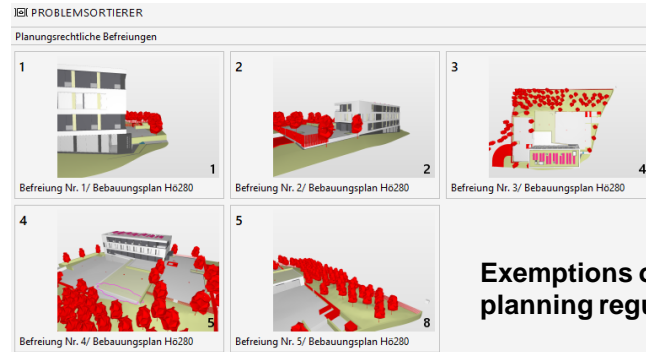 PROBLEMSORTIERER
Planungsrechtliche Befreiungen
1
1
Befreiung Nr. 1/ Bebauungsplan Hö280
2
2
Befreiung Nr. 2/ Bebauungsplan Hö280
3
4
Befreiung Nr. 3/ Bebauungsplan Hö280
4
5
Befreiung Nr. 4/ Bebauungsplan Hö280
5
8
Befreiung Nr. 5/ Bebauungsplan Hö280
Exemptions
planning